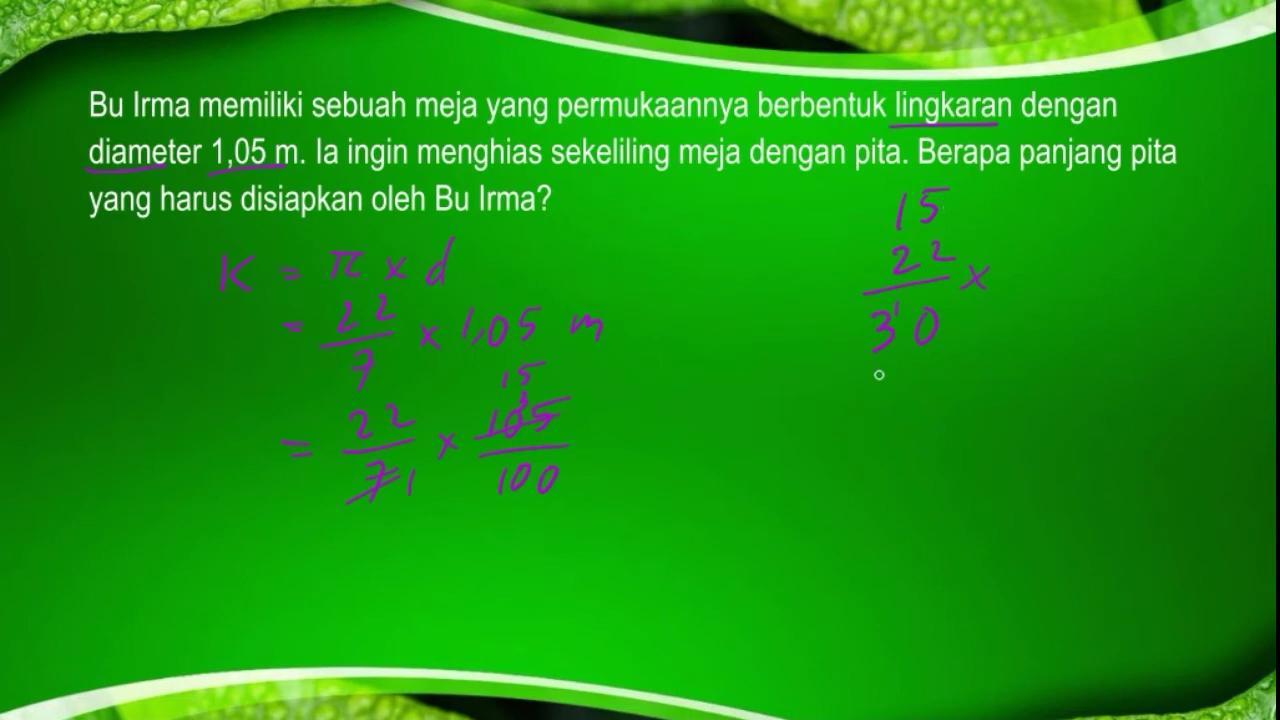 Bu Irma memiliki sebuah meja yang permukaannya berbentuk lingkaran dengan
diameter 1,05 m. Ia ingin menghias sekeliling meja dengan pita. Berapa panjang pita
yang harus disiapkan oleh Bu Irma?
K = π x d
= 22/7 x 1,05 m
= 22/7 1 x 15 105/100
15
22 x
3 1 0